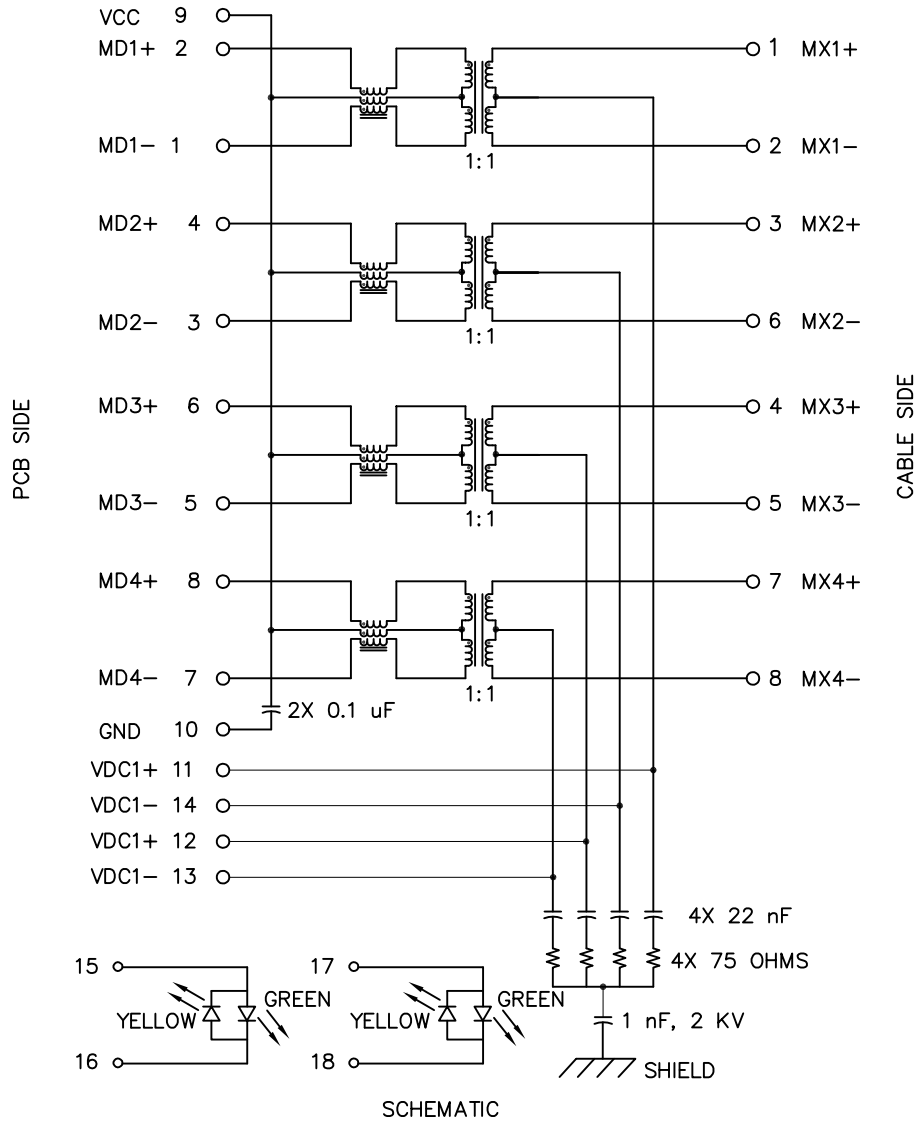 VCC 9
MD1+ 2
1 MX1+
MD1- 1
2 MX1-
1:1
MD2+ 4
3 MX2+
MD2- 3
6 MX2-
1:1
PCB SIDE
CABLE SIDE
MD3+ 6
4 MX3+
MD3- 5
5 MX3-
1:1
MD4+ 8
7 MX4+
MD4- 7
8 MX4-
1:1
2X 0.1 uF
GND 10
VDC1+ 11
VDC1- 14
VDC1+ 12
VDC1- 13
4X 22 nF
4X 75 OHMS
15
17
GREEN
GREEN
YELLOW
YELLOW
1 nF, 2 KV
16
18
SHIELD
SCHEMATIC